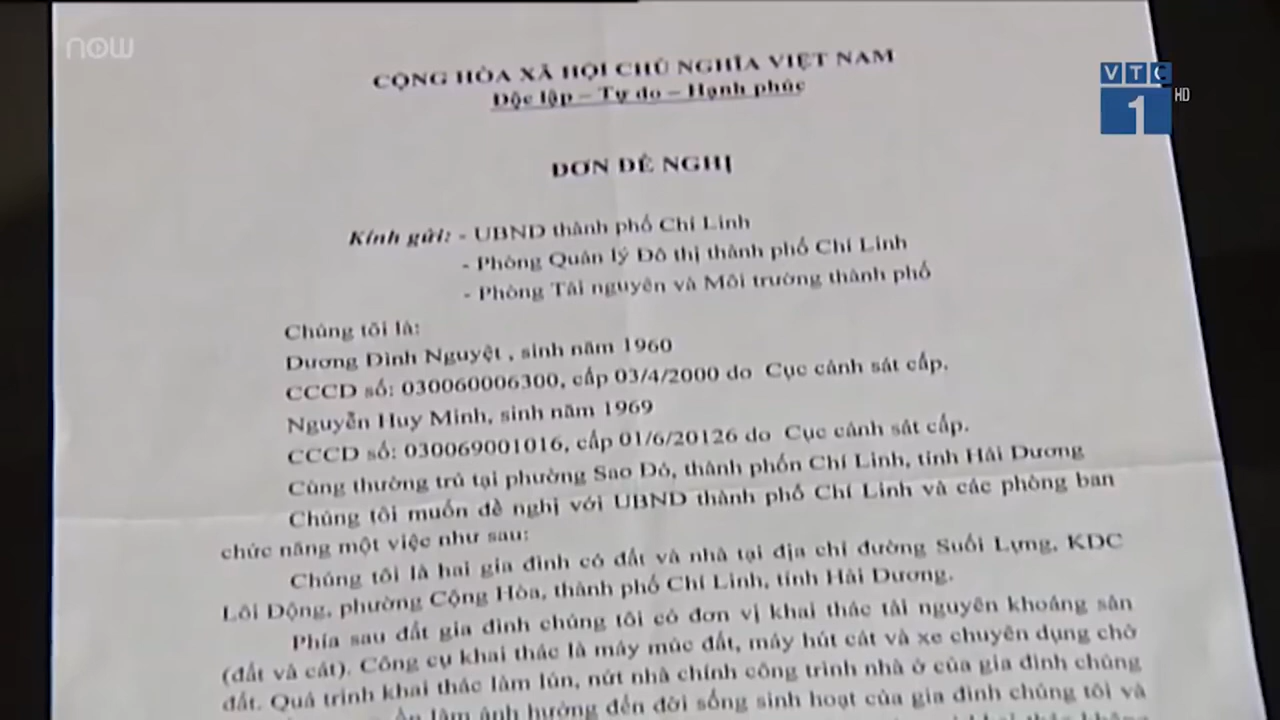 now
VTC
1
HD
CỘNG HÒA XÃ HỘI CHỦ NGHĨA VIỆT NAM
Độc lập – Tự do – Hạnh phúc
ĐƠN ĐỀ NGHỊ
Kính gửi: - UBND thành phố Chí Linh
- Phòng Quản lý Đô thị thành phố Chí Linh
- Phòng Tài nguyên và Môi trường thành phố
Chúng tôi là:
Dương Đình Nguyệt , sinh năm 1960
CCCD số: 030060006300, cấp 03/4/2000 do Cục cảnh sát cấp.
Nguyễn Huy Minh, sinh năm 1969
CCCD số: 030069001016, cấp 01/6/20126 do Cục cảnh sát cấp.
Cùng thường trú tại phường Sao Đỏ, thành phốn Chí Linh, tỉnh Hải Dương
Chúng tôi muốn đề nghị với UBND thành phố Chí Linh và các phòng ban
chức năng một việc như sau:
Chúng tôi là hai gia đình có đất và nhà tại địa chỉ đường Suối Lựng, KDC
Lôi Động, phường Cộng Hòa, thành phố Chí Linh, tỉnh Hải Dương.
Phía sau đất gia đình chúng tôi có đơn vị khai thác tài nguyên khoáng sản
(đất và cát). Công cụ khai thác là máy múc đất, máy hút cát và xe chuyên dụng chở
đất. Quá trình khai thác làm lún, nứt nhà chính công trình nhà ở của gia đình chúng
làm ảnh hưởng đến đời sống sinh hoạt của gia đình chúng tôi và